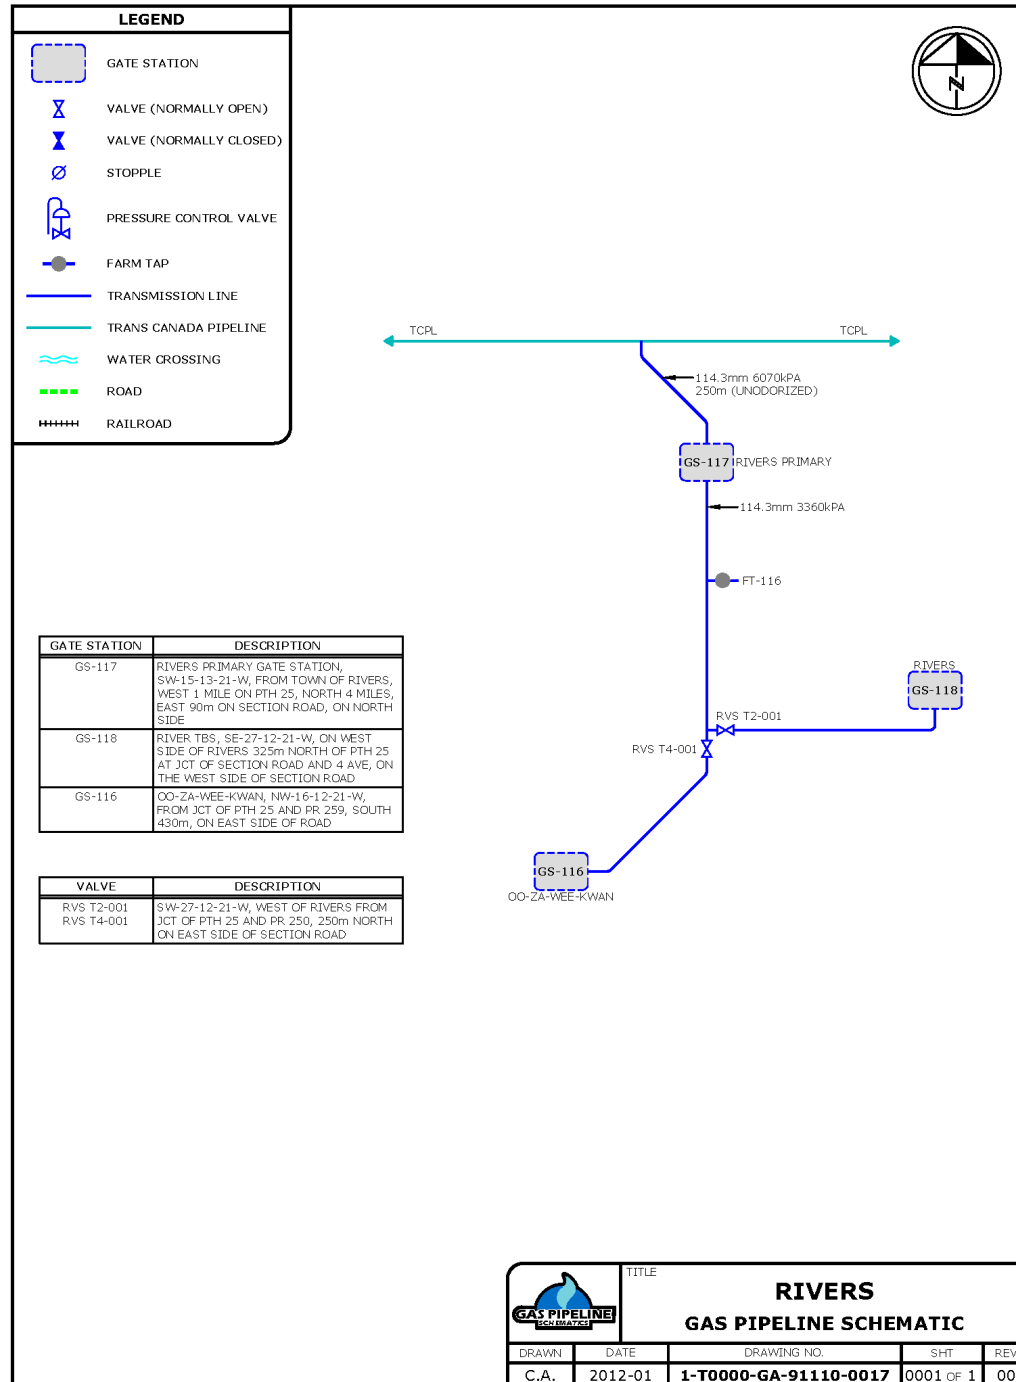 LEGEND
GATE STATION
VALVE (NORMALLY OPEN)
VALVE (NORMALLY CLOSED)
STOPPLE
PRESSURE CONTROL VALVE
FARM TAP
TRANSMISSION LINE
TRANS CANADA PIPELINE
WATER CROSSING
ROAD
RAILROAD
N
TCPL
TCPL
114.3mm 6070kPA
250m (UNODORIZED)
GS-117
RIVERS PRIMARY
114.3mm 3360kPA
FT-116
RIVERS
GS-118
RVS T2-001
RVS T4-001
GS-116
OO-ZA-WEE-KWAN
GATE STATION DESCRIPTION
GS-117 RIVERS PRIMARY GATE STATION,
SW-15-13-21-W, FROM TOWN OF RIVERS,
WEST 1 MILE ON PTH 25, NORTH 4 MILES,
EAST 90m ON SECTION ROAD, ON NORTH
SIDE
GS-118 RIVER TBS, SE-27-12-21-W, ON WEST
SIDE OF RIVERS 325m NORTH OF PTH 25
AT JCT OF SECTION ROAD AND 4 AVE, ON
THE WEST SIDE OF SECTION ROAD
GS-116 OO-ZA-WEE-KWAN, NW-16-12-21-W,
FROM JCT OF PTH 25 AND PR 259, SOUTH
430m, ON EAST SIDE OF ROAD
VALVE DESCRIPTION
RVS T2-001 SW-27-12-21-W, WEST OF RIVERS FROM
RVS T4-001 JCT OF PTH 25 AND PR 250, 250m NORTH
ON EAST SIDE OF SECTION ROAD
GAS PIPELINE
SCHEMATICS
TITLE
RIVERS
GAS PIPELINE SCHEMATIC
DRAWN DATE DRAWING NO. SHT REV
C.A. 2012-01 1-T0000-GA-91110-0017 0001 OF 1 00